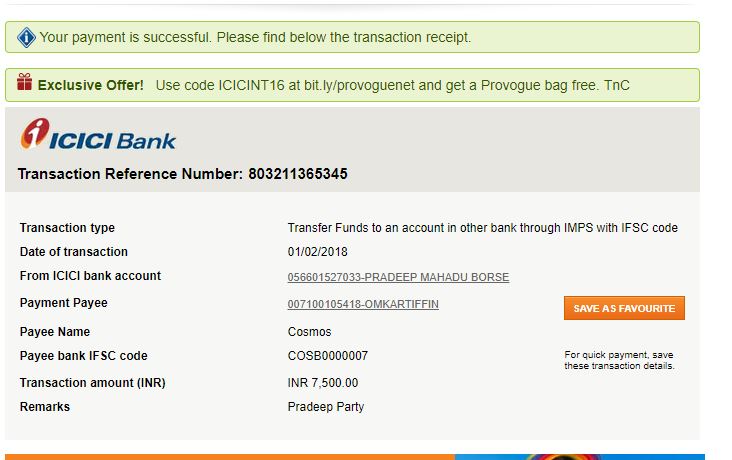 Your payment is successful. Please find below the transaction receipt.
Exclusive Offer! Use code ICICINT16 at bit.ly/provoguenet and get a Provogue bag free. TnC
ICICI Bank
Transaction Reference Number: 803211365345
Transaction type Transfer Funds to an account in other bank through IMPS with IFSC code
Date of transaction 01/02/2018
From ICICI bank account 056601527033-PRADEEP MAHADU BORSE
Payment Payee 007100105418-OMKARTIFFIN
SAVE AS FAVOURITE
Payee Name Cosmos
Payee bank IFSC code COSB0000007
For quick payment, save
these transaction details.
Transaction amount (INR) INR 7,500.00
Remarks Pradeep Party